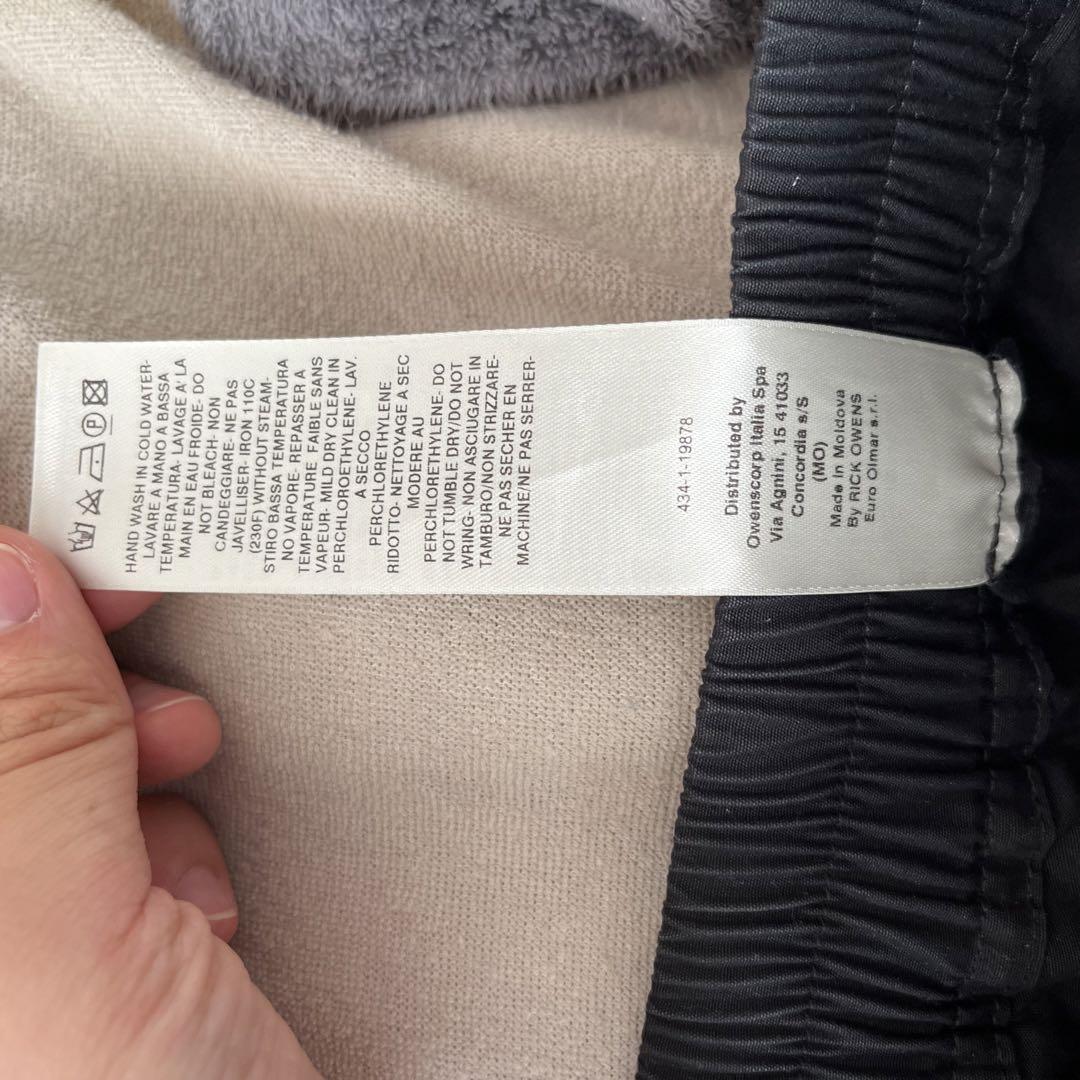 HAND WASH IN COLD WATER-
LAVARE A MANO A BASSA
TEMPERATURA- LAVAGE A' LA
MAIN EN EAU FROIDE- DO
NOT BLEACH- NON
CANDEGGIARE- NE PAS
JAVELLISER- IRON 110C
(230F) WITHOUT STEAM-
STIRO BASSA TEMPERATURA
NO VAPORE- REPASSER A
TEMPERATURE FAIBLE SANS
VAPEUR- MILD DRY CLEAN IN
PERCHLOROETHYLENE- LAV.
A SECCO
PERCHLORETHYLENE
RIDOTTO- NETTOYAGE A SEC
MODERE AU
PERCHLORETHYLENE- DO
NOT TUMBLE DRY/DO NOT
WRING- NON ASCIUGARE IN
TAMBURO/NON STRIZZARE-
NE PAS SECHER EN
MACHINE/NE PAS SERRER-
434-1-19878
Distributed by
Owenscorp Italia Spa
Via Agnini, 15 41033
Concordia s/S
(MO)
Made in Moldova
By RICK OWENS
Euro Olmar s.r.l.